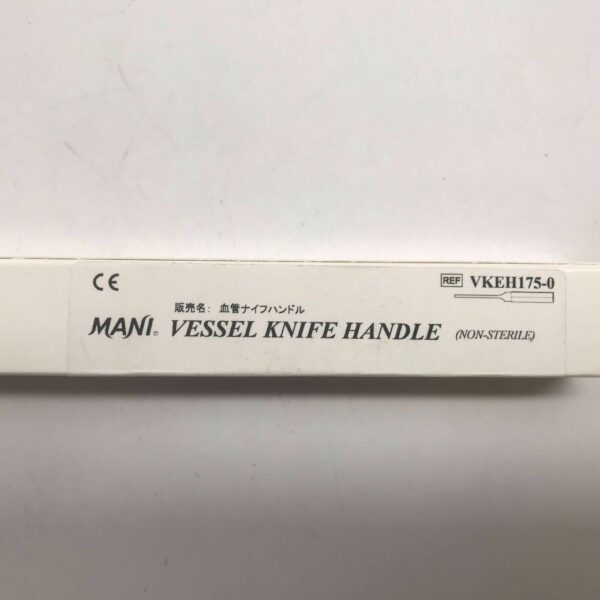 CE
REF VKEH175-0
販売名: 血管ナイフハンドル
MANI® VESSEL KNIFE HANDLE (NON-STERILE)